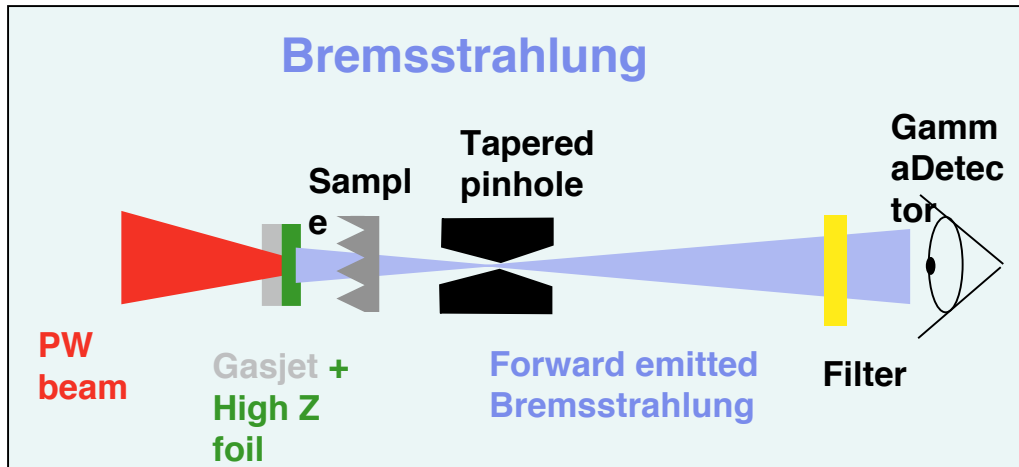 Bremsstrahlung
Tapered
pinhole
Gamm
aDetec
tor
Sampl
e
PW
beam
Gasjet +
High Z
foil
Forward emitted
Bremsstrahlung
Filter